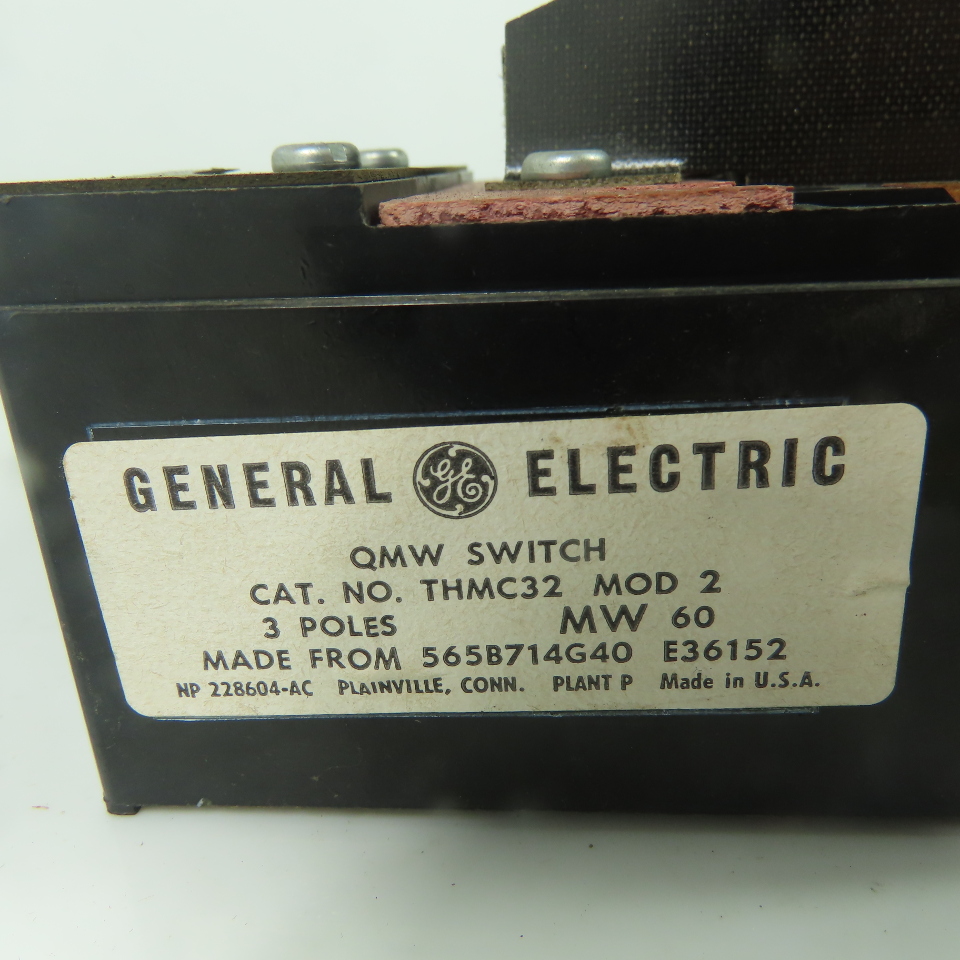 GENERAL GE ELECTRIC
QMW SWITCH
CAT. NO. THMC32 MOD 2
3 POLES MW 60
MADE FROM 565B714G40 E36152
NP 228604-AC PLAINVILLE, CONN. PLANT P Made in U.S.A.